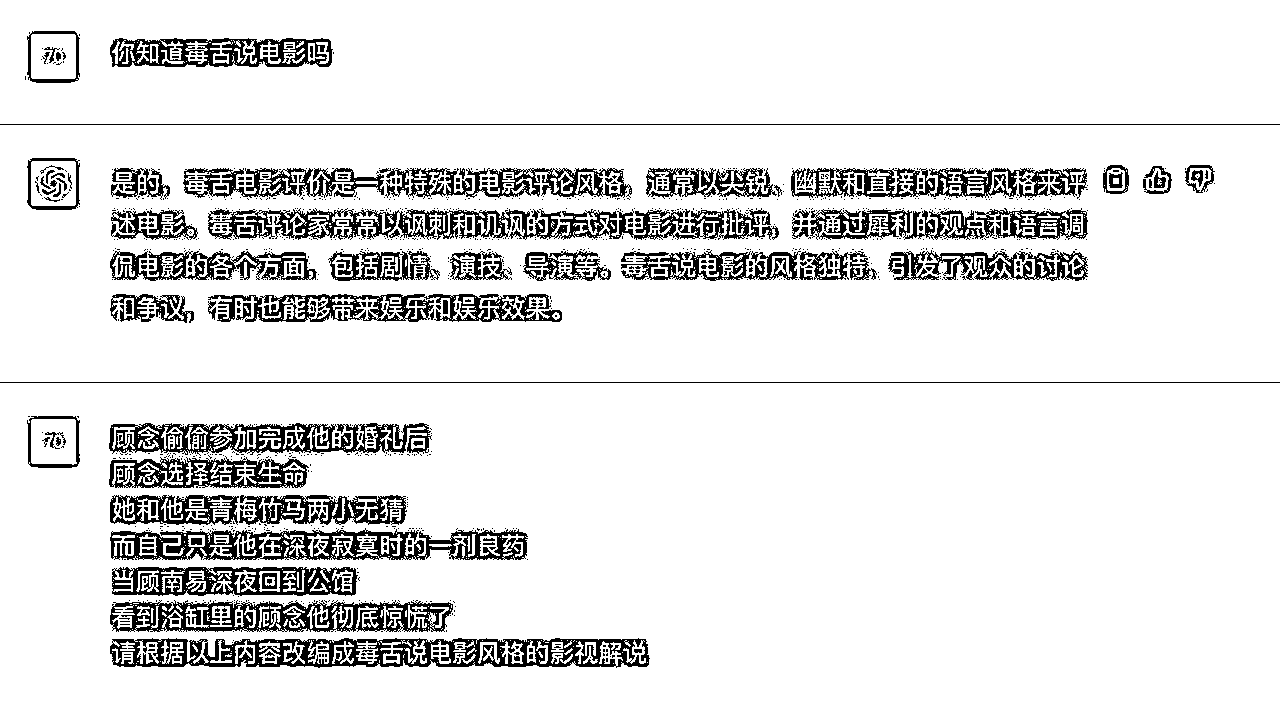 你知道毒舌说电影吗
是的，毒舌电影评价是一种特殊的电影评论风格，通常以尖锐、幽默和直接的语言风格来评
述电影。毒舌评论家常常以讽刺和讥讽的方式对电影进行批评，并通过犀利的观点和语言调
侃电影的各个方面，包括剧情、演技、导演等。毒舌说电影的风格独特，引发了观众的讨论
和争议，有时也能够带来娱乐和娱乐效果。
顾念偷偷参加完成他的婚礼后
顾念选择结束生命
她和他是青梅竹马两小无猜
而自己只是他在深夜寂寞时的一剂良药
当顾南易深夜回到公馆
看到浴缸里的顾念他彻底惊慌了
请根据以上内容改编成毒舌说电影风格的影视解说